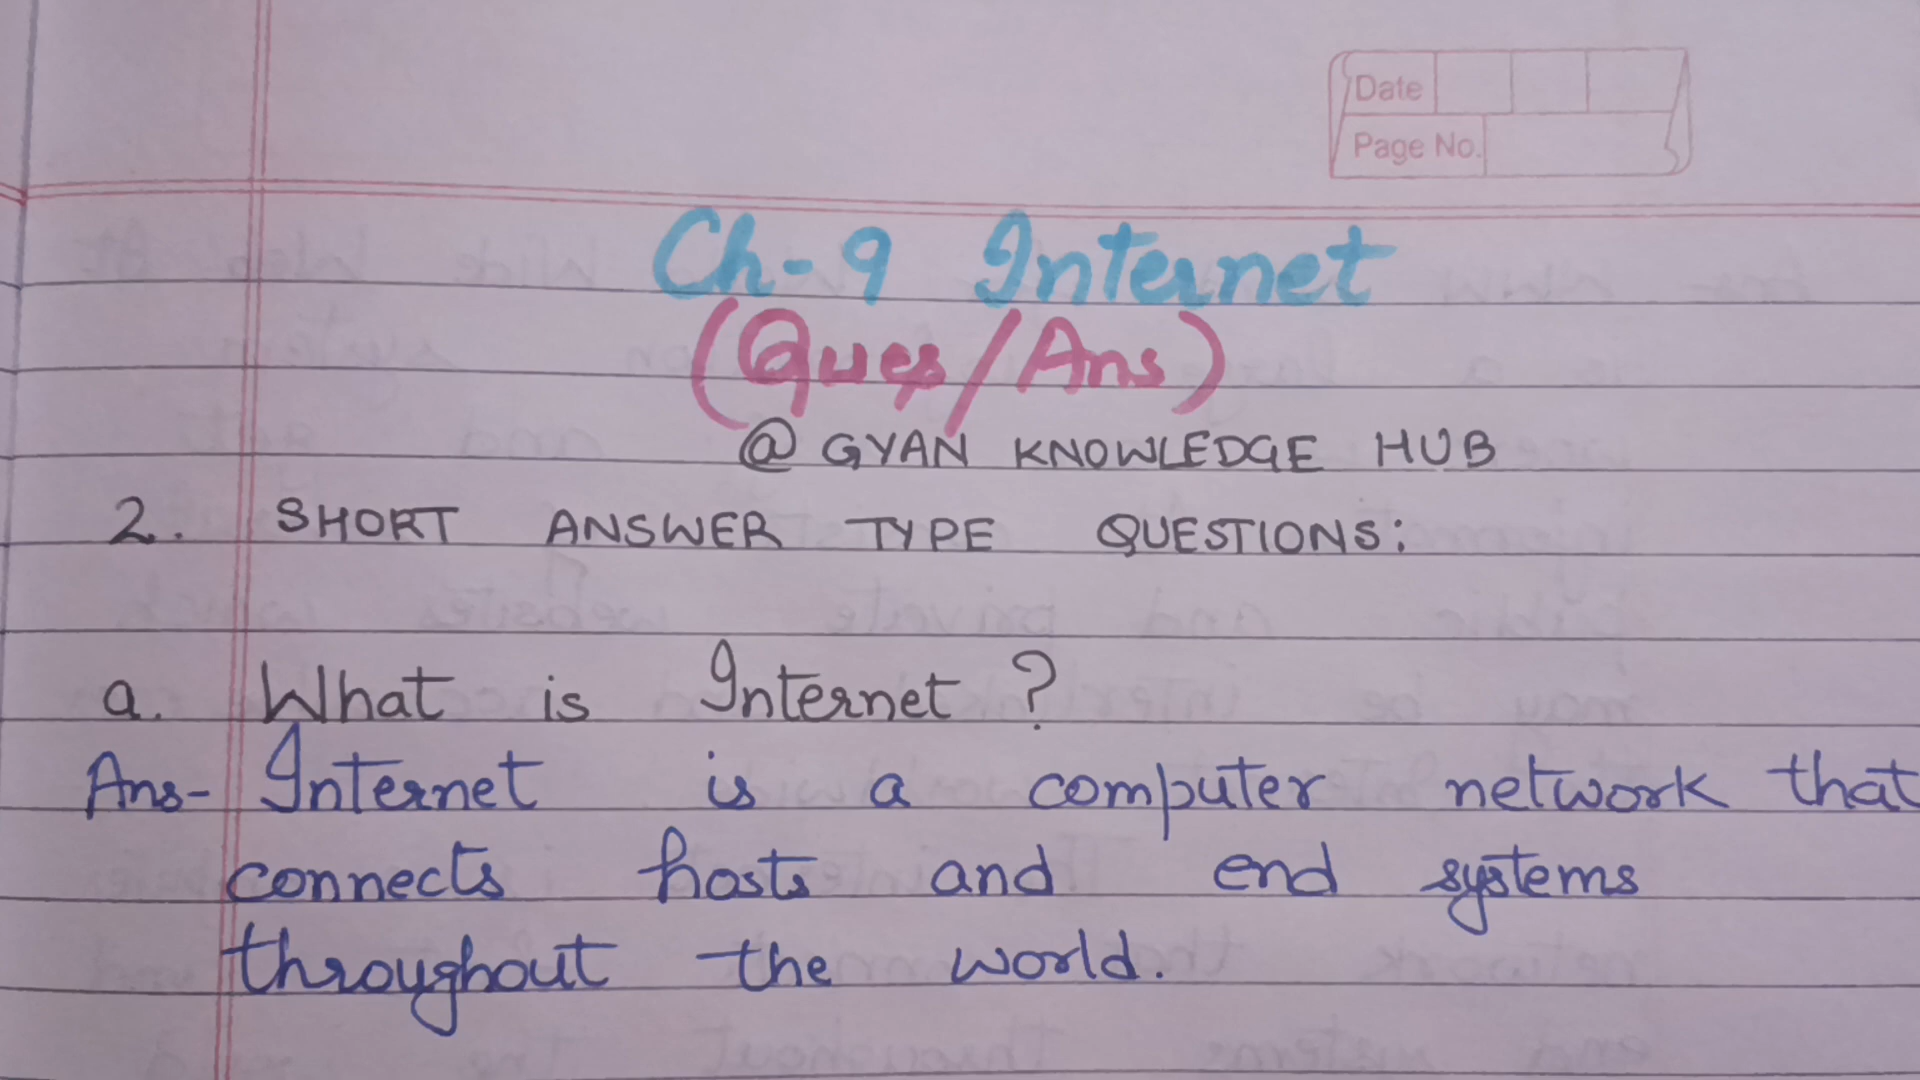 Date
Page No.
Ch-9 Internet
(Ques/Ans)
@ GYAN KNOWLEDGE HUB
2. SHORT ANSWER TYPE QUESTIONS:
a. What is Internet?
Ans- Internet is a computer network that
connects hosts and end systems
throughout the world.